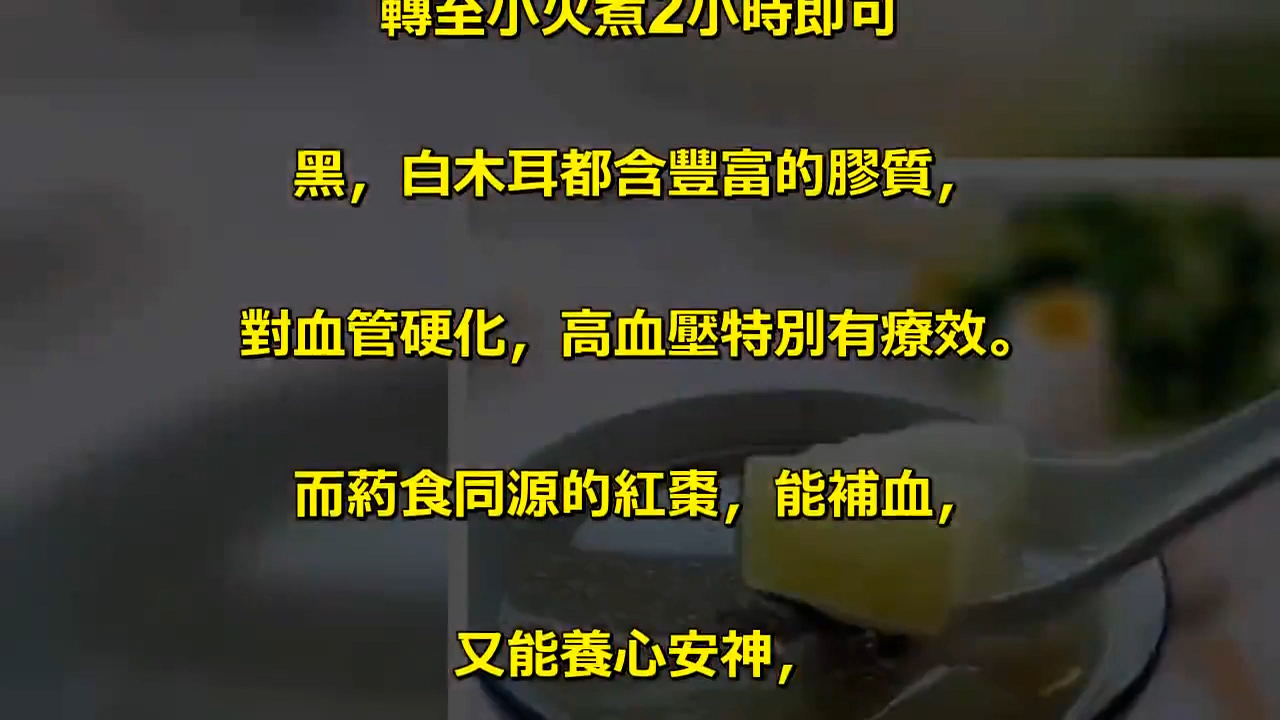 轉至小火煮2小時即可
黑，白木耳都含豐富的膠質，
對血管硬化，高血壓特別有療效。
而葯食同源的紅棗，能補血，
又能養心安神，